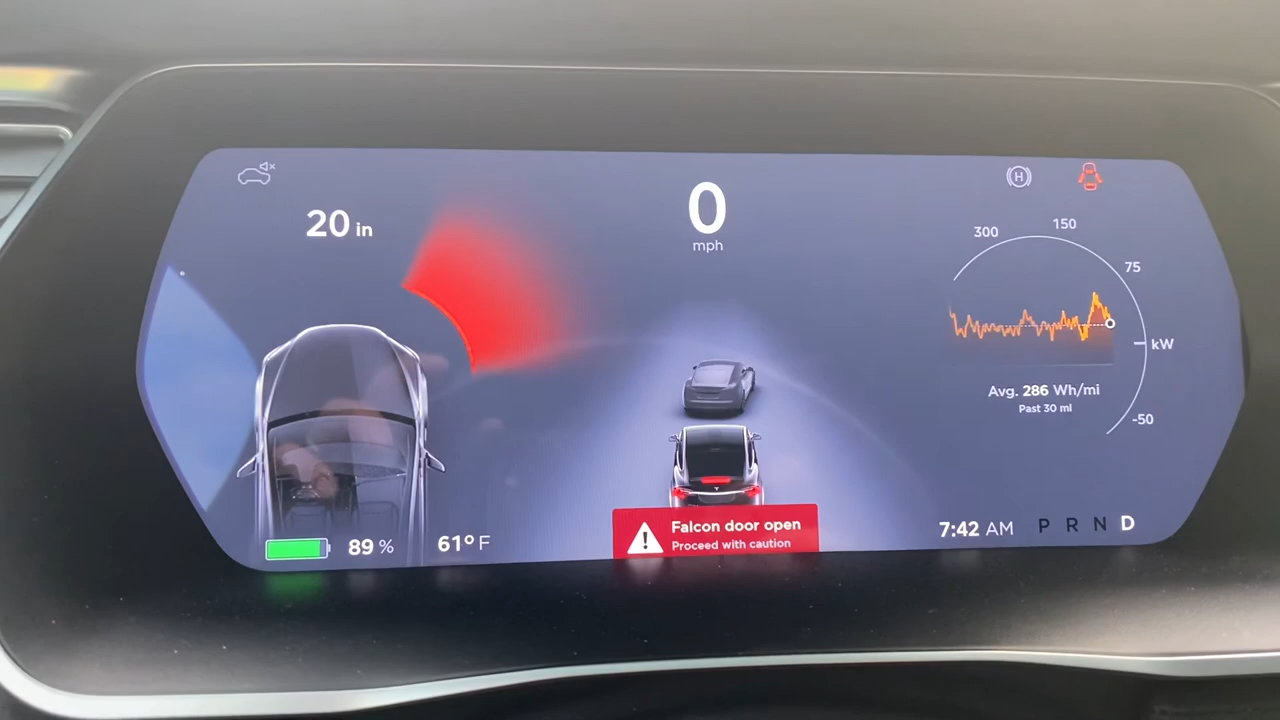 20 in
0
mph
H
300
150
75
kW
-50
Avg. 286 Wh/mi
Past 30 mi
89 %
61° F
Falcon door open
Proceed with caution
7:42 AM
P R N D